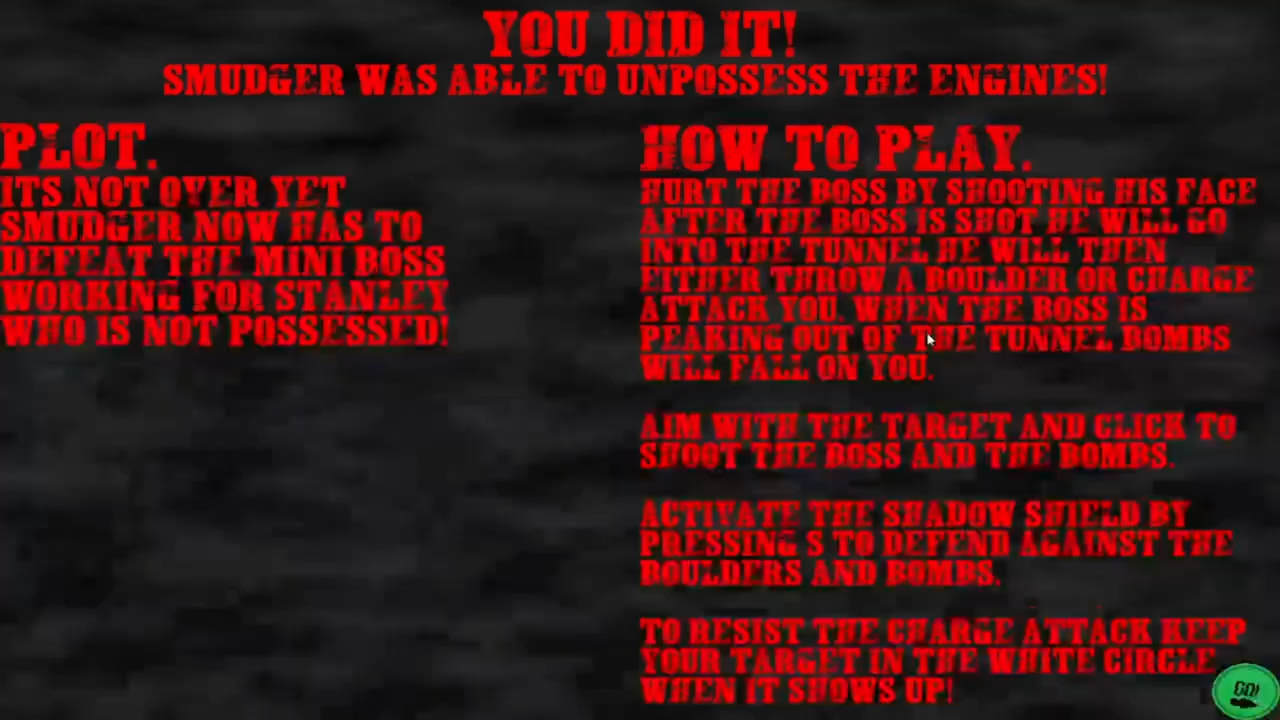 YOU DID IT!
SMUDGER WAS ABLE TO UNPOSSESS THE ENGINES!
PLOT.
ITS NOT OVER YET
SMUDGER NOW HAS TO
DEFEAT THE MINI BOSS
WORKING FOR STANLEY
WHO IS NOT POSSESSED!
HOW TO PLAY.
HURT THE BOSS BY SHOOTING HIS FACE
AFTER THE BOSS IS SHOT HE WILL GO
INTO THE TUNNEL HE WILL THEN
EITHER THROW A BOULDER OR CHARGE
ATTACK YOU. WHEN THE BOSS IS
PEAKING OUT OF THE TUNNEL BOMBS
WILL FALL ON YOU.
AIM WITH THE TARGET AND CLICK TO
SHOOT THE BOSS AND THE BOMBS.
ACTIVATE THE SHADOW SHIELD BY
PRESSING S TO DEFEND AGAINST THE
BOULDERS AND BOMBS.
TO RESIST THE CHARGE ATTACK KEEP
YOUR TARGET IN THE WHITE CIRCLE
WHEN IT SHOWS UP!
GO!